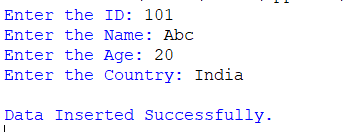 Enter the ID: 101
Enter the Name: Abc
Enter the Age: 20
Enter the Country: India
Data Inserted Successfully.